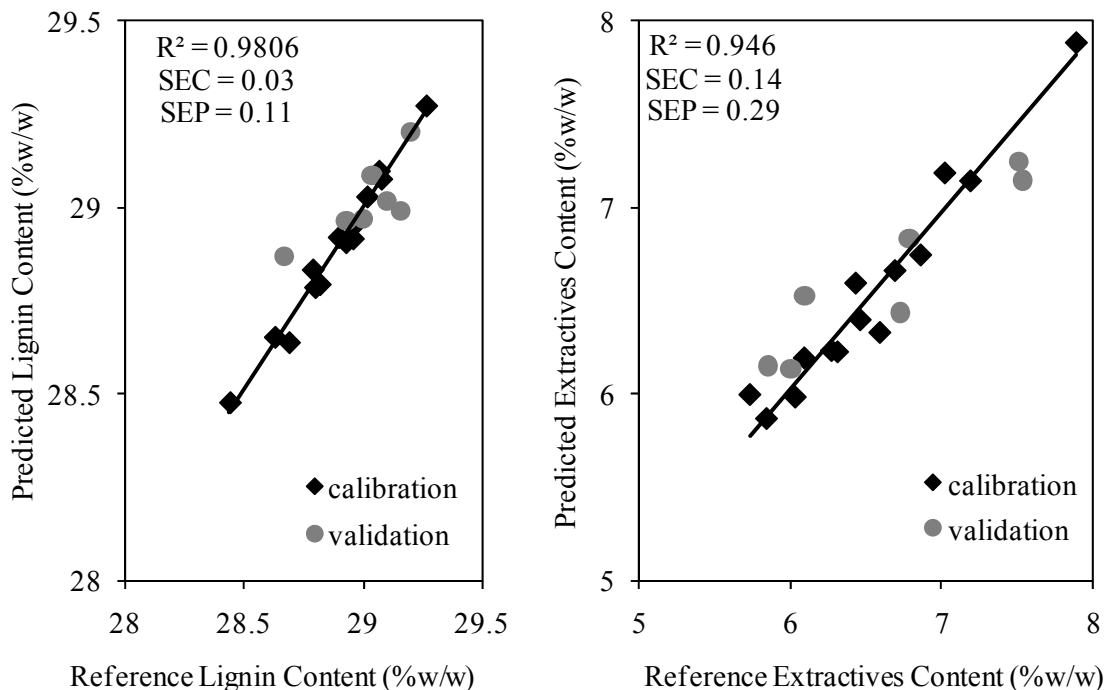 29.5
29
28.5
28
28
28.5
29
29.5
R² = 0.9806
SEC = 0.03
SEP = 0.11
calibration
validation
Predicted Lignin Content (%w/w)
Reference Lignin Content (%w/w)
8
7
6
5
5
6
7
8
R² = 0.946
SEC = 0.14
SEP = 0.29
calibration
validation
Predicted Extractives Content (%w/w)
Reference Extractives Content (%w/w)